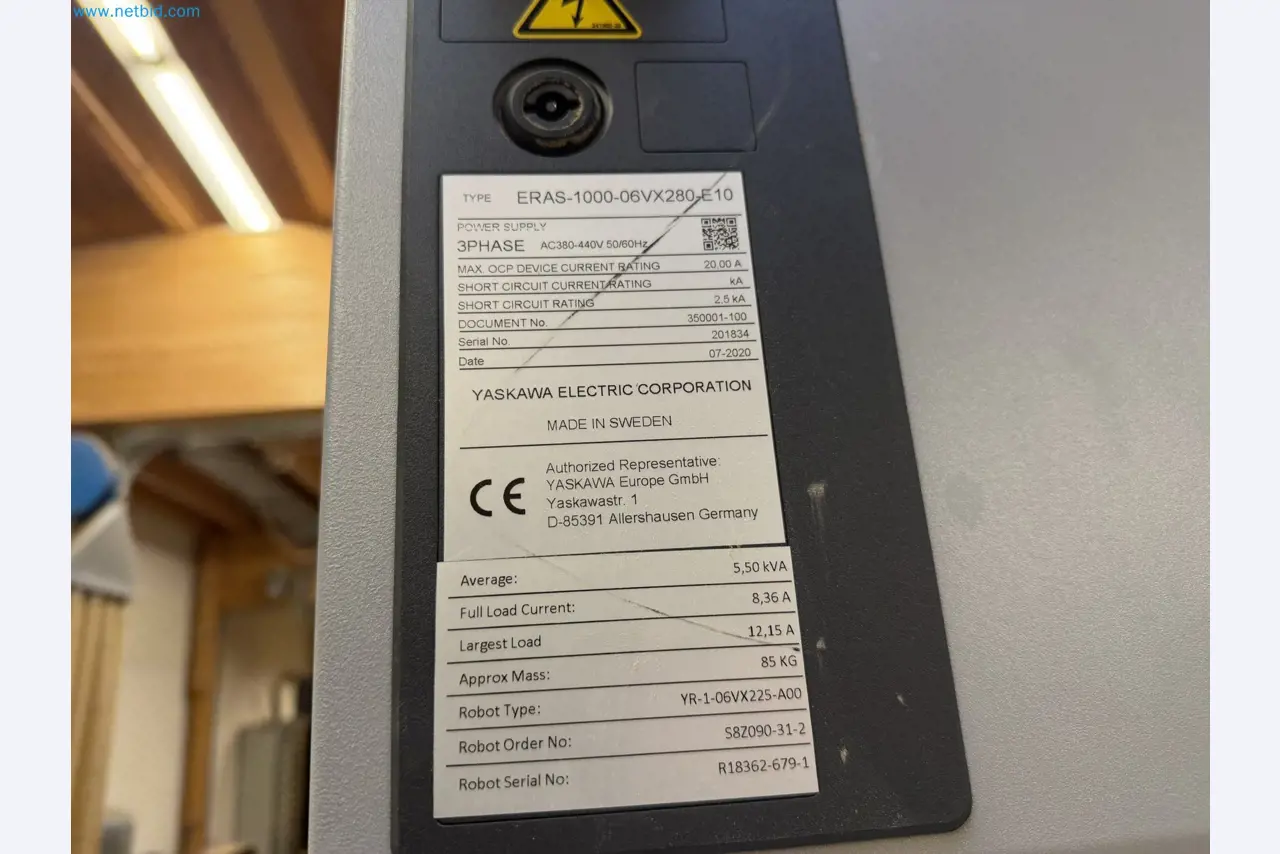 www.netbid.com
TYPE ERAS-1000-06VX280-E10
POWER SUPPLY
3PHASE AC380-440V 50/60Hz
MAX. OCP DEVICE CURRENT RATING 20,00 A
SHORT CIRCUIT CURRENT RATING kA
SHORT CIRCUIT RATING 2,5 kA
DOCUMENT No. 350001-100
Serial No. 201834
Date 07-2020
YASKAWA ELECTRIC CORPORATION
MADE IN SWEDEN
CE
Authorized Representative:
YASKAWA Europe GmbH
Yaskawastr. 1
D-85391 Allershausen Germany
Average: 5,50 kVA
Full Load Current: 8,36 A
Largest Load 12,15 A
Approx Mass: 85 KG
Robot Type: YR-1-06VX225-A00
Robot Order No: S8Z090-31-2
Robot Serial No: R18362-679-1